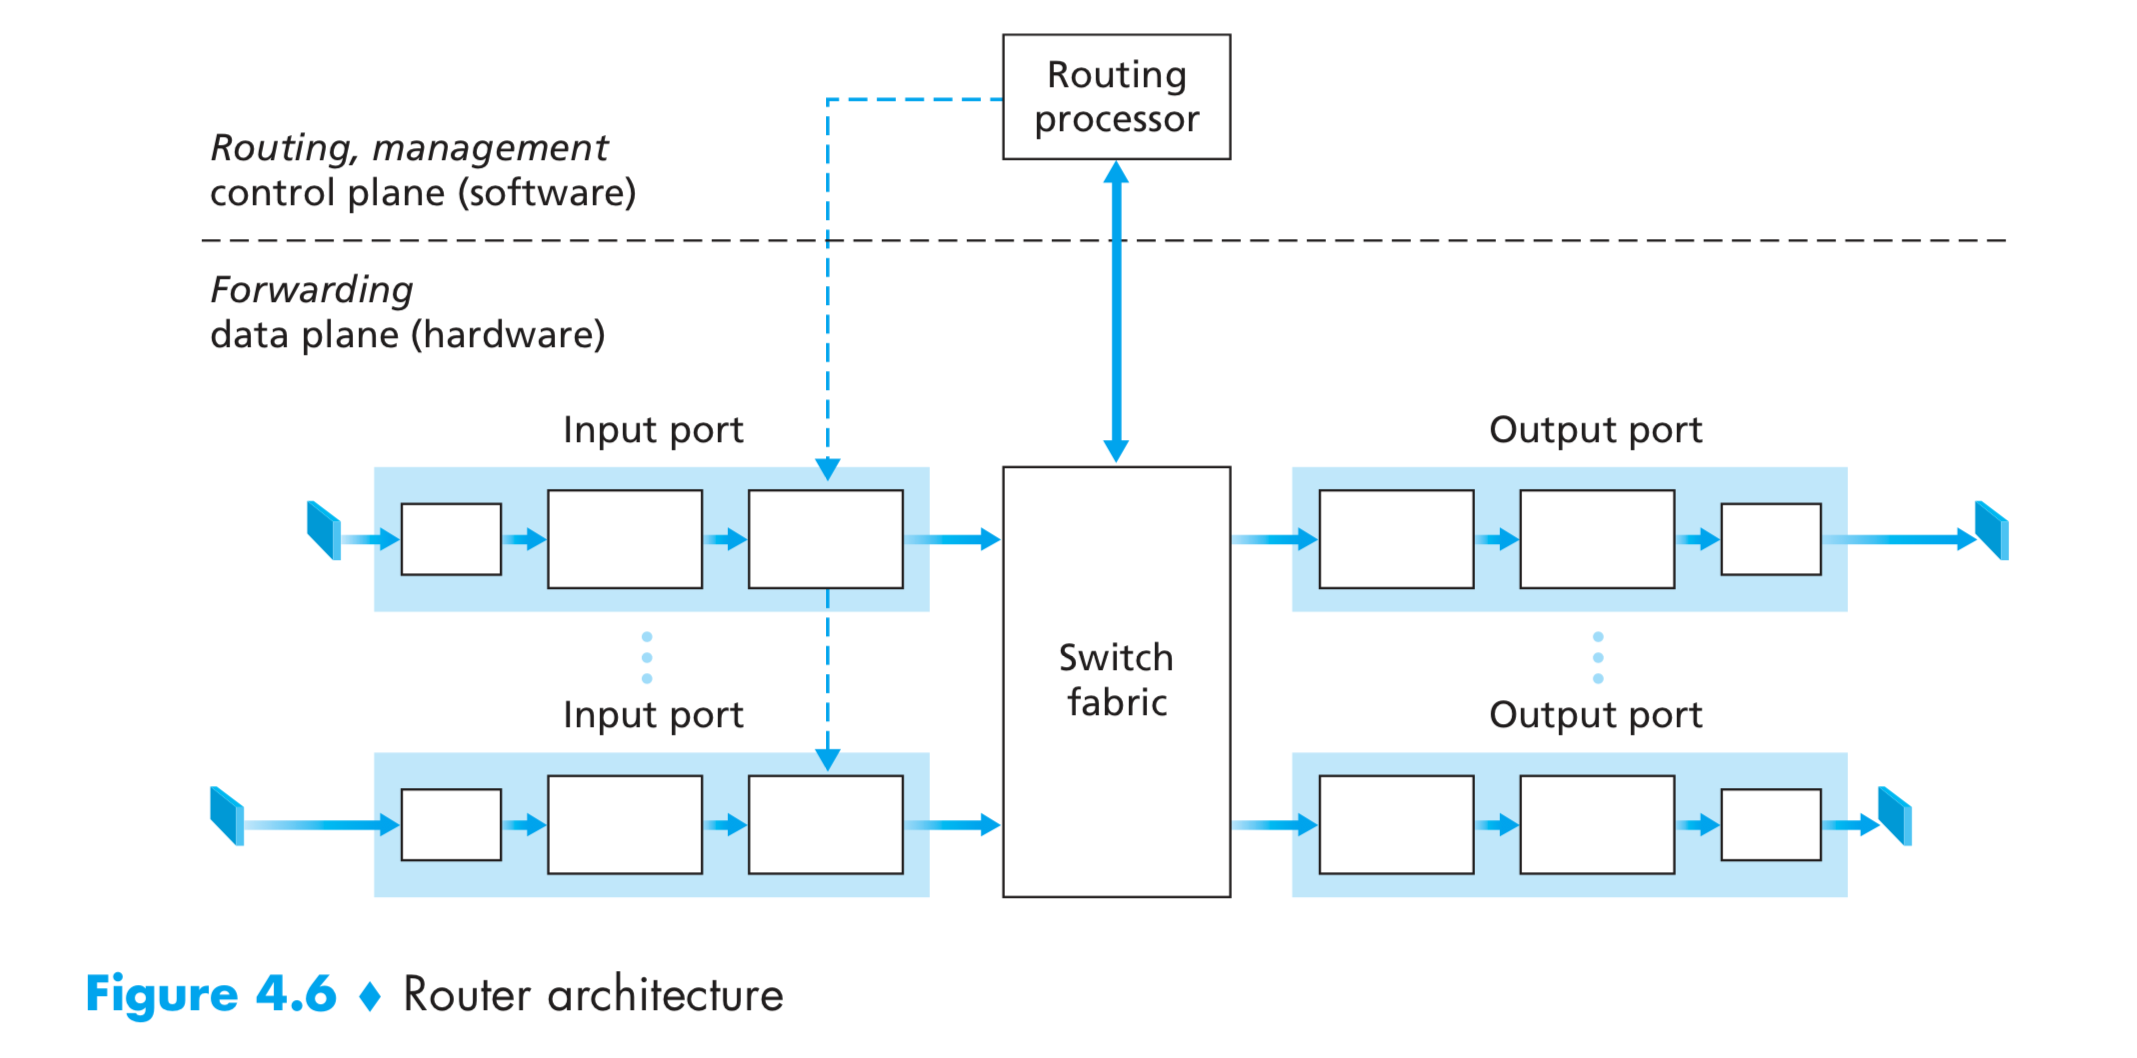 Routing
processor
Routing, management
control plane (software)
Forwarding
data plane (hardware)
Input port
Output port
Switch
fabric
Input port
Output port
Figure 4.6 ♦ Router architecture